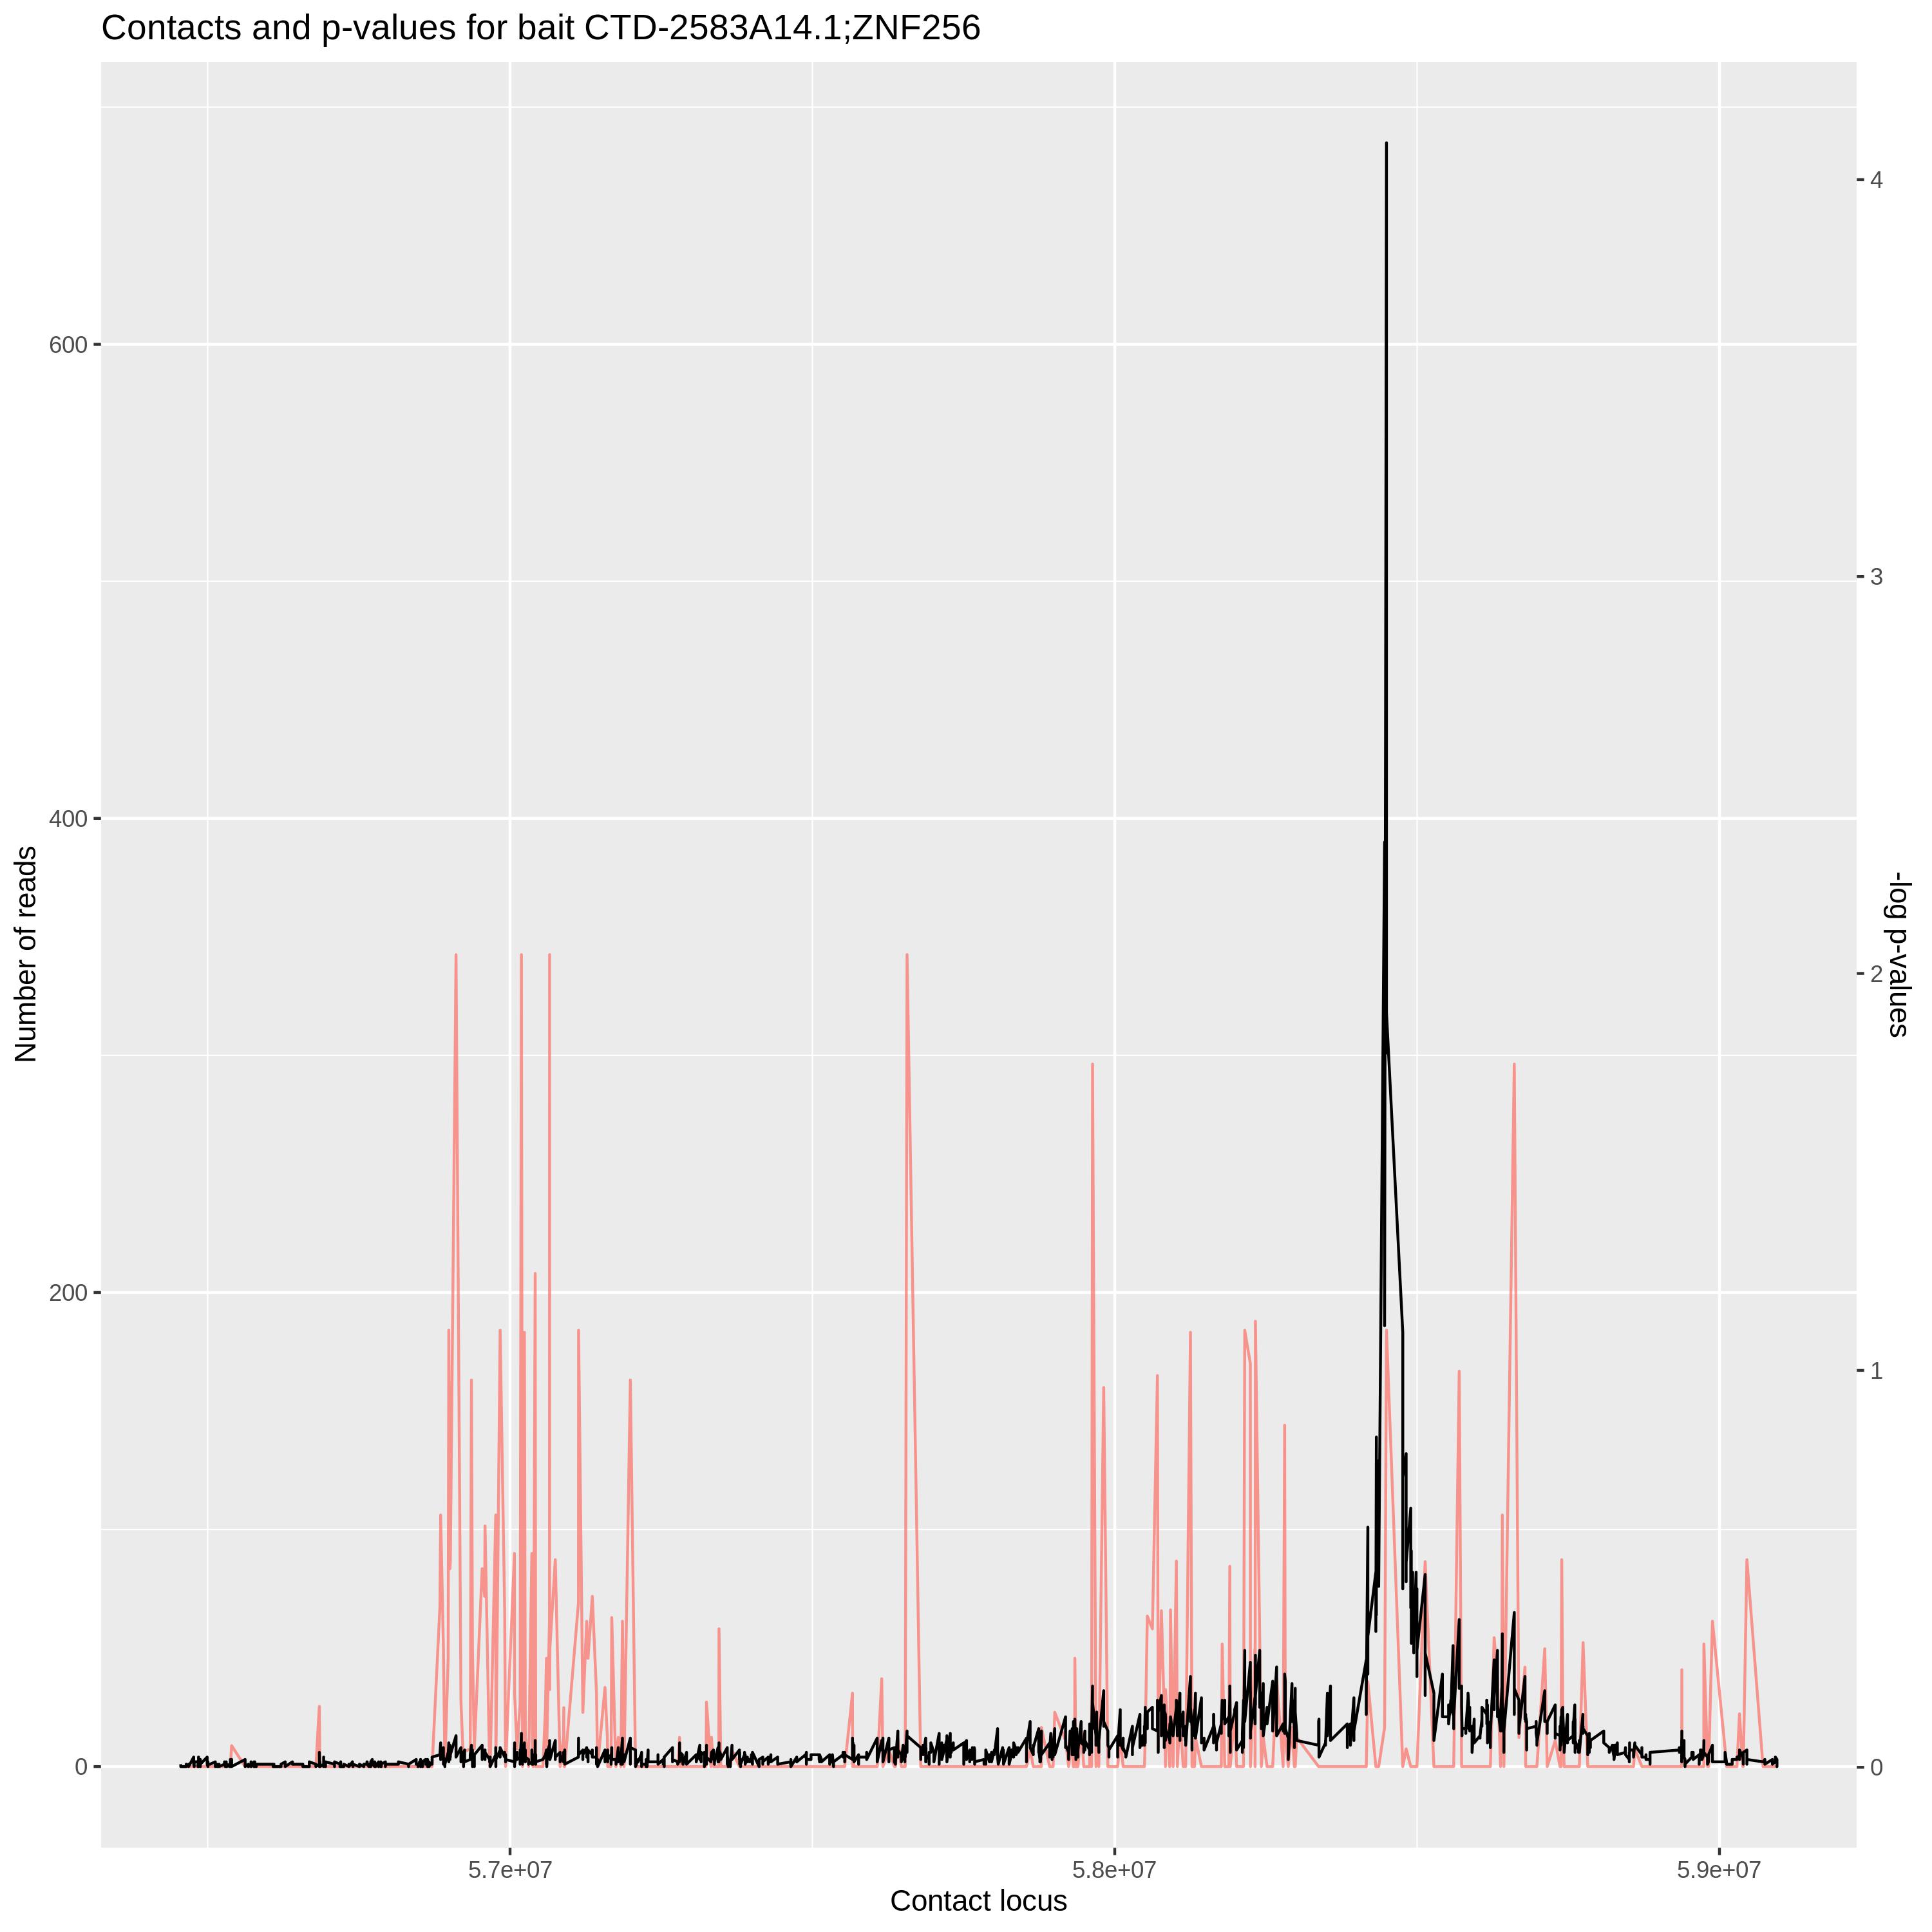 Contacts and p-values for bait CTD-2583A14.1;ZNF256
Number of reads
600
400
200
0
4
3
2
1
0
-log p-values
5.7e+07
5.8e+07
5.9e+07
Contact locus